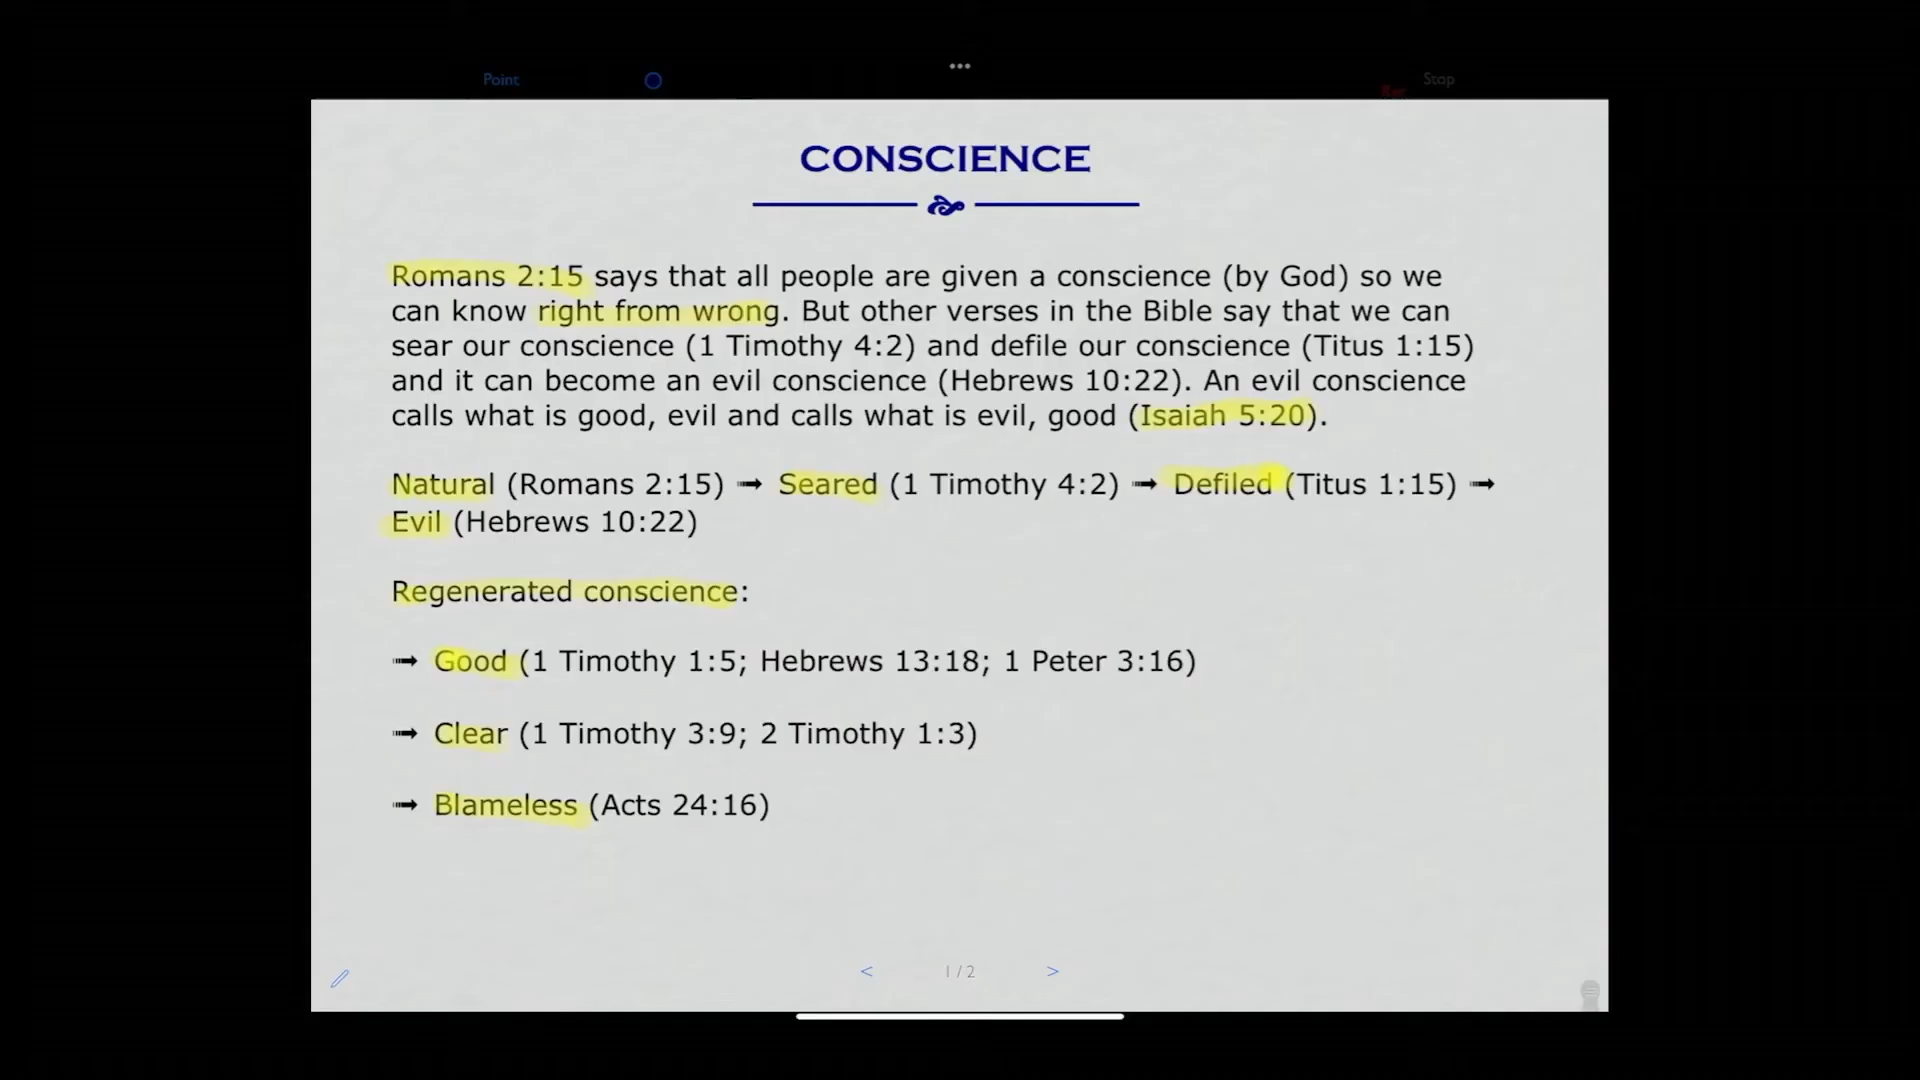 •••
Point
Rec
Stop
CONSCIENCE
Romans 2:15 says that all people are given a conscience (by God) so we
can know right from wrong. But other verses in the Bible say that we can
sear our conscience (1 Timothy 4:2) and defile our conscience (Titus 1:15)
and it can become an evil conscience (Hebrews 10:22). An evil conscience
calls what is good, evil and calls what is evil, good (Isaiah 5:20).
Natural (Romans 2:15) ➟ Seared (1 Timothy 4:2) ➟ Defiled (Titus 1:15) ➟
Evil (Hebrews 10:22)
Regenerated conscience:
➟ Good (1 Timothy 1:5; Hebrews 13:18; 1 Peter 3:16)
➟ Clear (1 Timothy 3:9; 2 Timothy 1:3)
➟ Blameless (Acts 24:16)
< 1 / 2 >